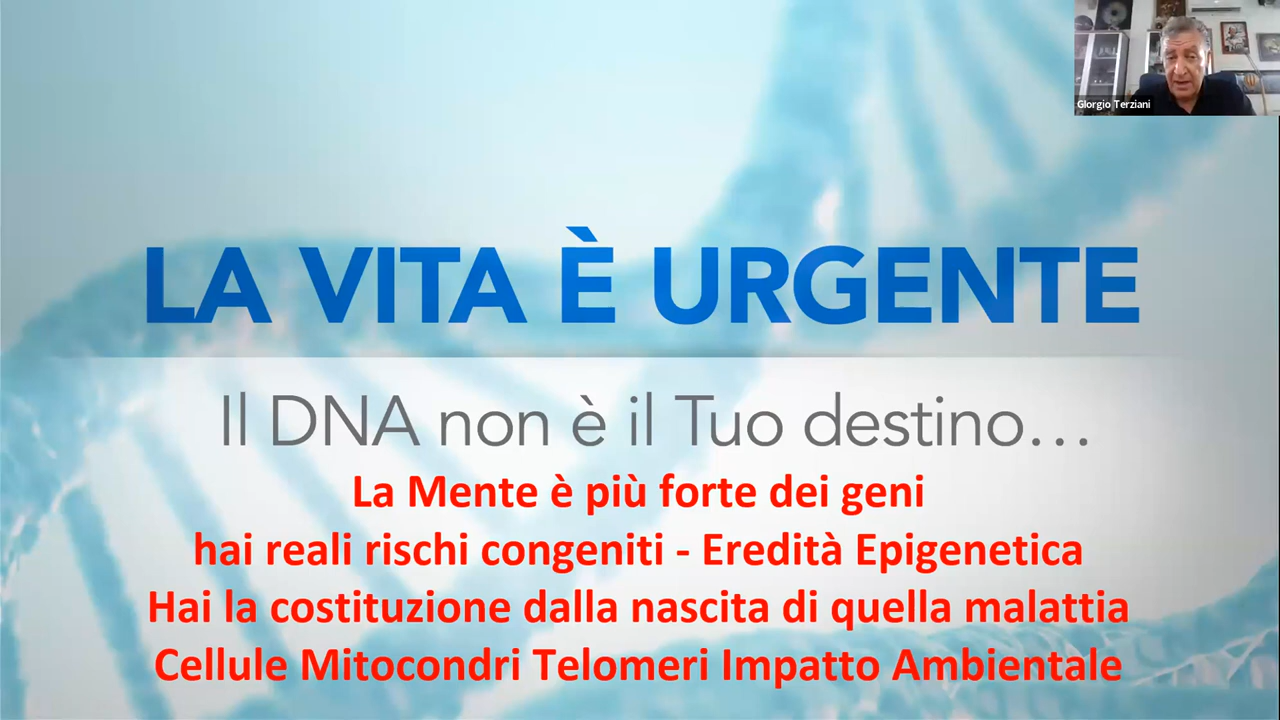 GIorgio Terziani
LA VITA È URGENTE
Il DNA non è il Tuo destino...
La Mente è più forte dei geni
hai reali rischi congeniti - Eredità Epigenetica
Hai la costituzione dalla nascita di quella malattia
Cellule Mitocondri Telomeri Impatto Ambientale